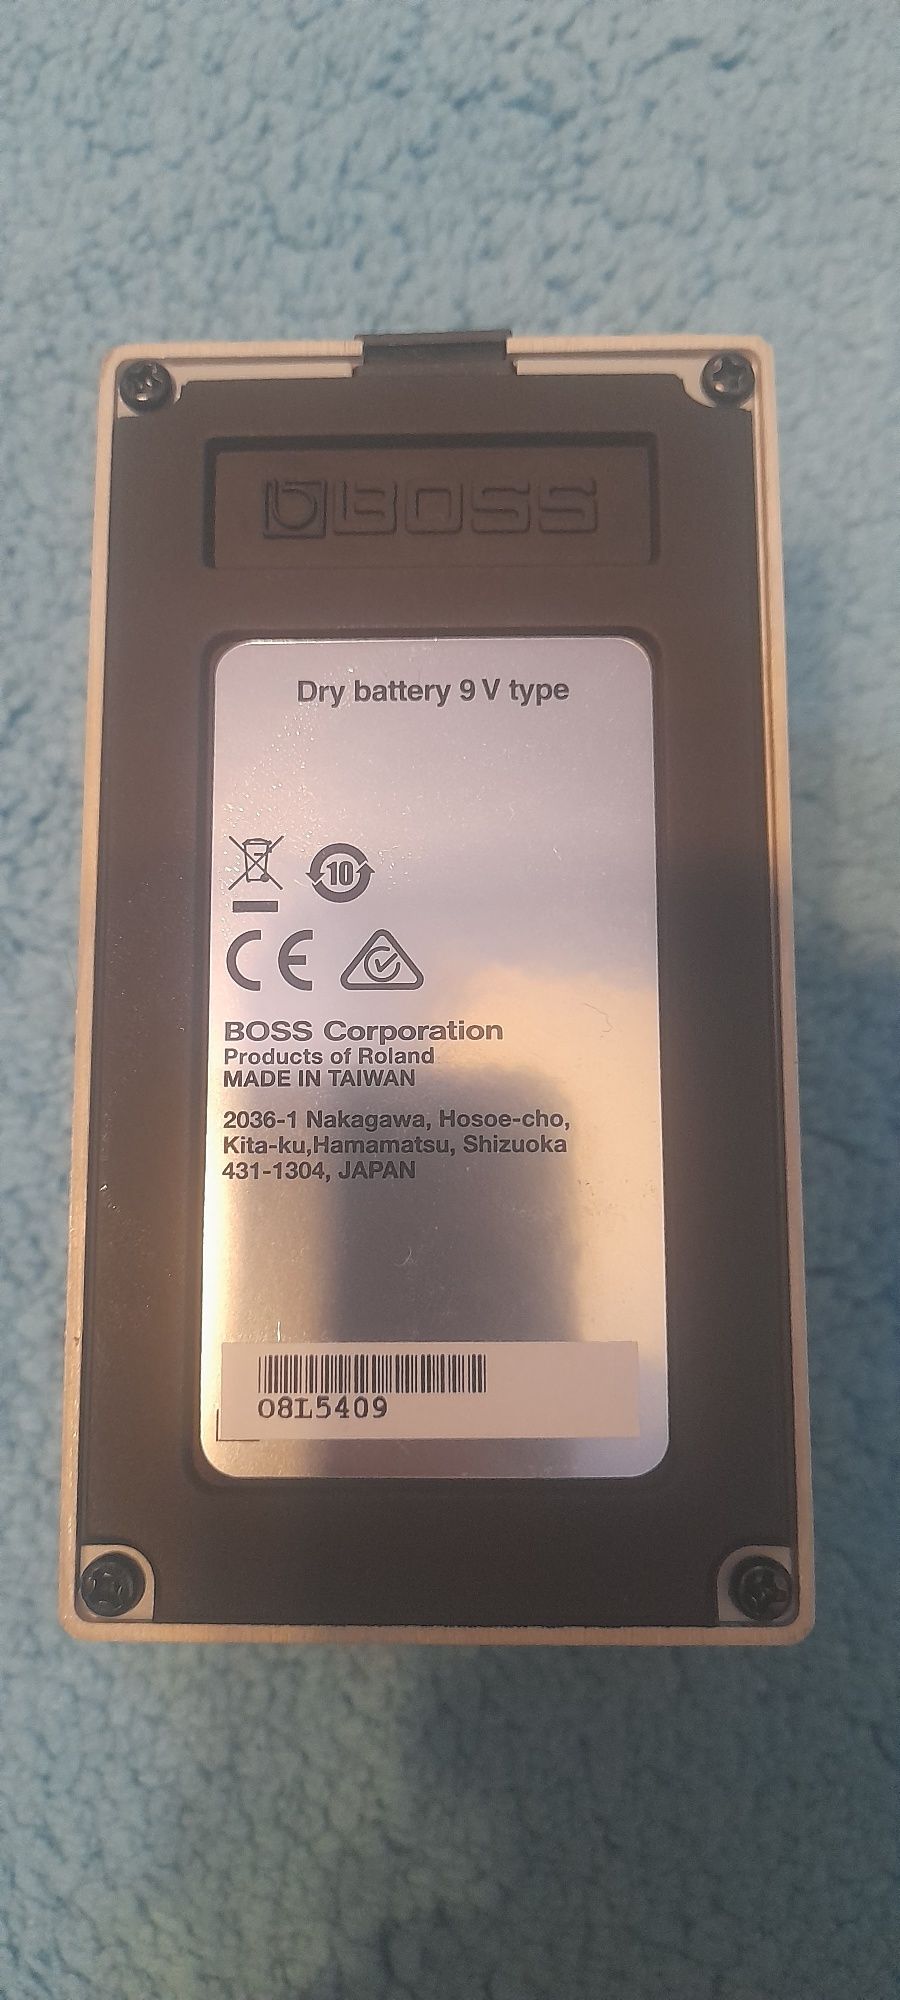 BOSS
Dry battery 9 V type
10
CE
BOSS Corporation
Products of Roland
MADE IN TAIWAN
2036-1 Nakagawa, Hosoe-cho,
Kita-ku,Hamamatsu, Shizuoka
431-1304, JAPAN
O8L5409